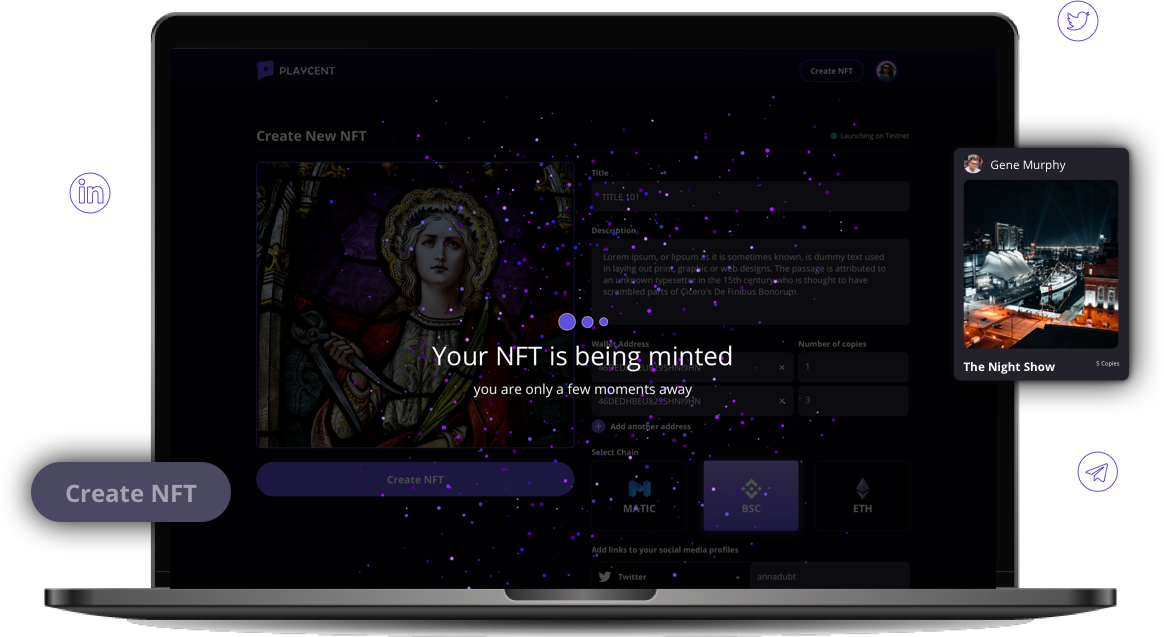 PLAYCENT
Create NFT
Create New NFT
Launching on Testnet
Gene Murphy
in
Title
TITLE 101
Description
Lorem ipsum, or lipsum as it is sometimes known, is dummy text used
in laying out print, graphic or web designs. The passage is attributed to
an unknown typesetter in the 15th century who is thought to have
scrambled parts of Cicero's De Finibus Bonorum.
Wallet Address
Number of copies
Your NFT is being minted
1
The Night Show
5 Copies
you are only a few moments away
46DEDHBEU829SHNI9HN
3
Add another address
Select Chain
Create NFT
Create NFT
MATIC
BSC
ETH
Add links to your social media profiles
Twitter
annadubt